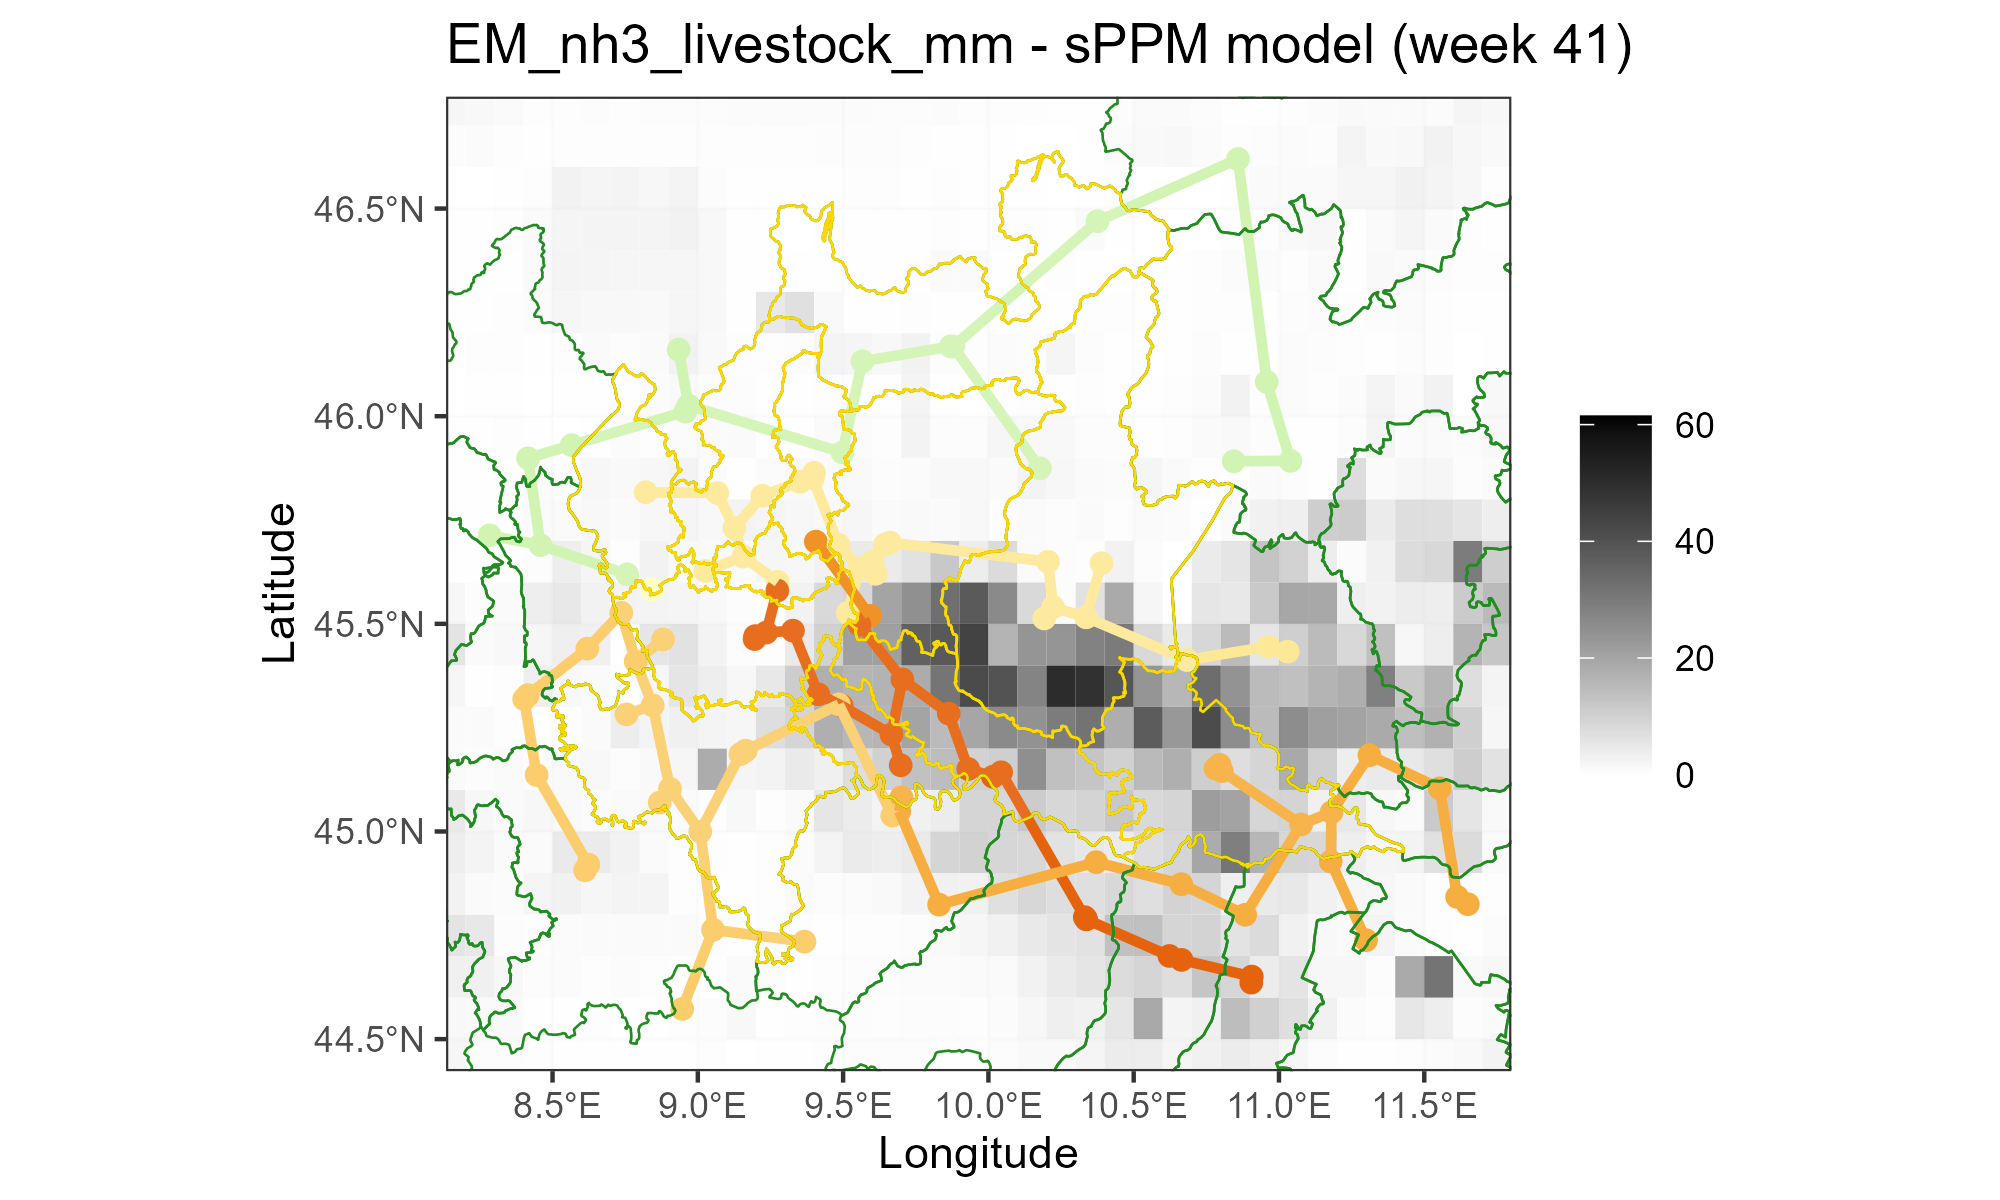 EM_nh3_livestock_mm - sPPM model (week 41)
46.5°N
46.0°N
45.5°N
45.0°N
44.5°N
Latitude
8.5°E
9.0°E
9.5°E
10.0°E
10.5°E
11.0°E
11.5°E
Longitude
60
40
20
0